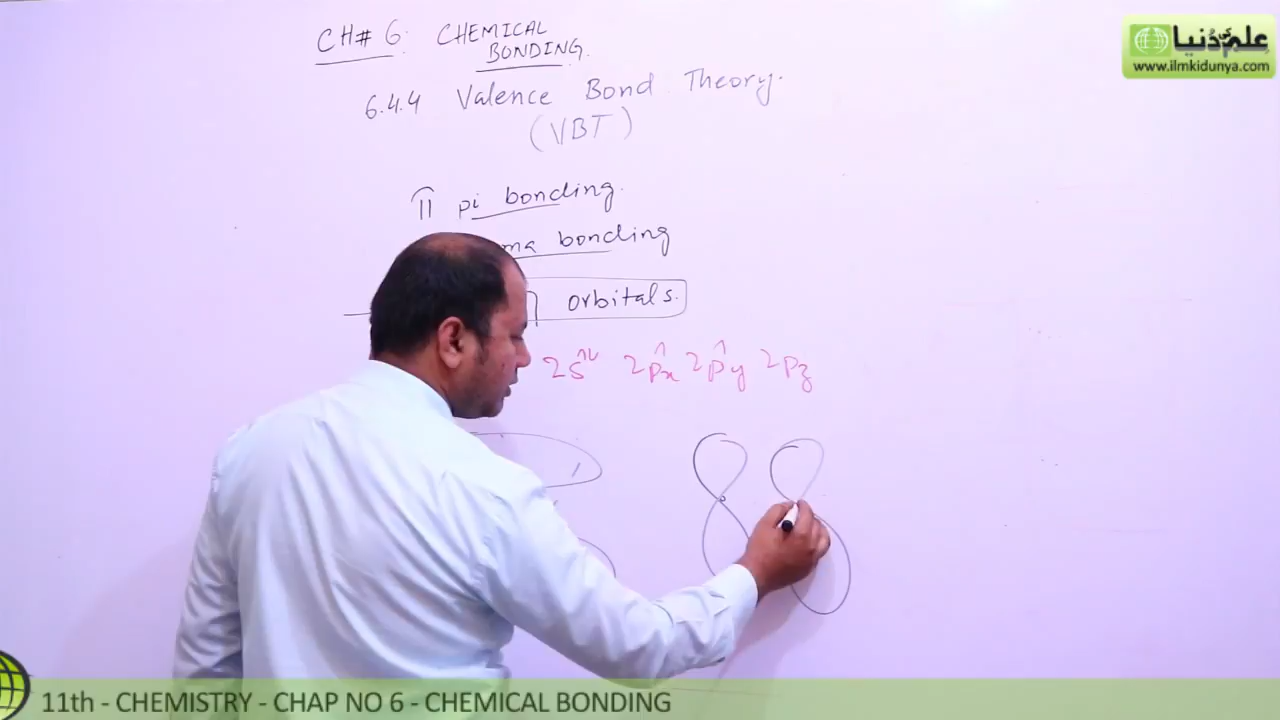 CH# 6. CHEMICAL BONDING.
6.4.4 Valence Bond Theory.
(VBT)
π pi bonding.
bonding
orbitals.
2s 2px 2py 2pz
علم کی دُنیا
www.ilmkidunya.com
11th - CHEMISTRY - CHAP NO 6 - CHEMICAL BONDING